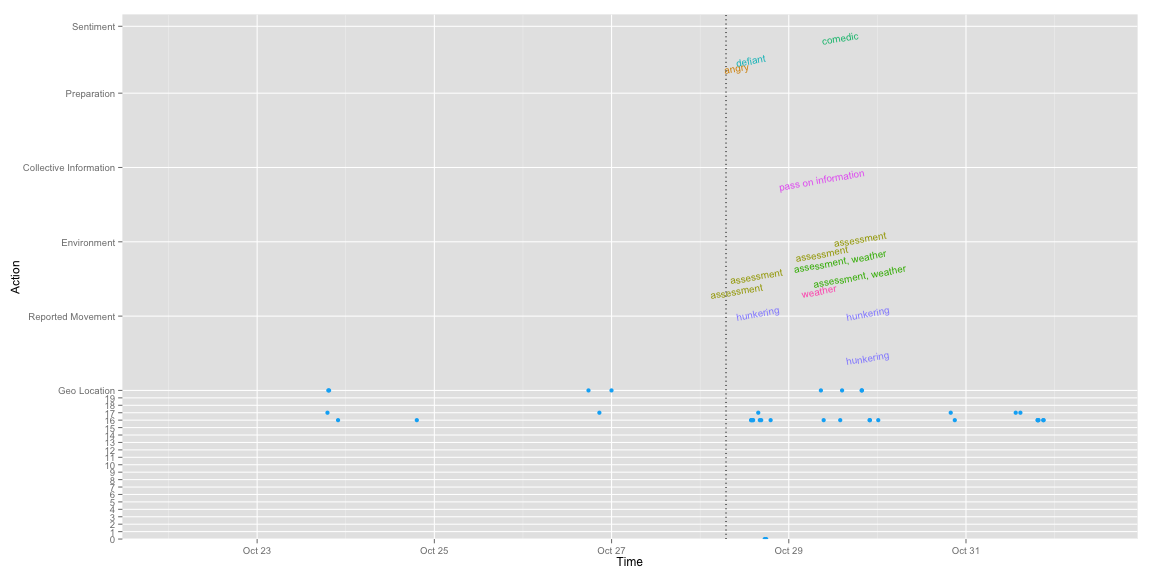 Sentiment
comedic
defiant
angry
Preparation
Collective Information
pass on information
Environment
assessment
assessment
assessment, weather
assessment
assessment, weather
assessment
weather
Reported Movement
hunkering
hunkering
hunkering
Geo Location
19
18
17
16
15
14
13
12
11
10
9
8
7
6
5
4
3
2
1
0
Action
Oct 23
Oct 25
Oct 27
Oct 29
Oct 31
Time